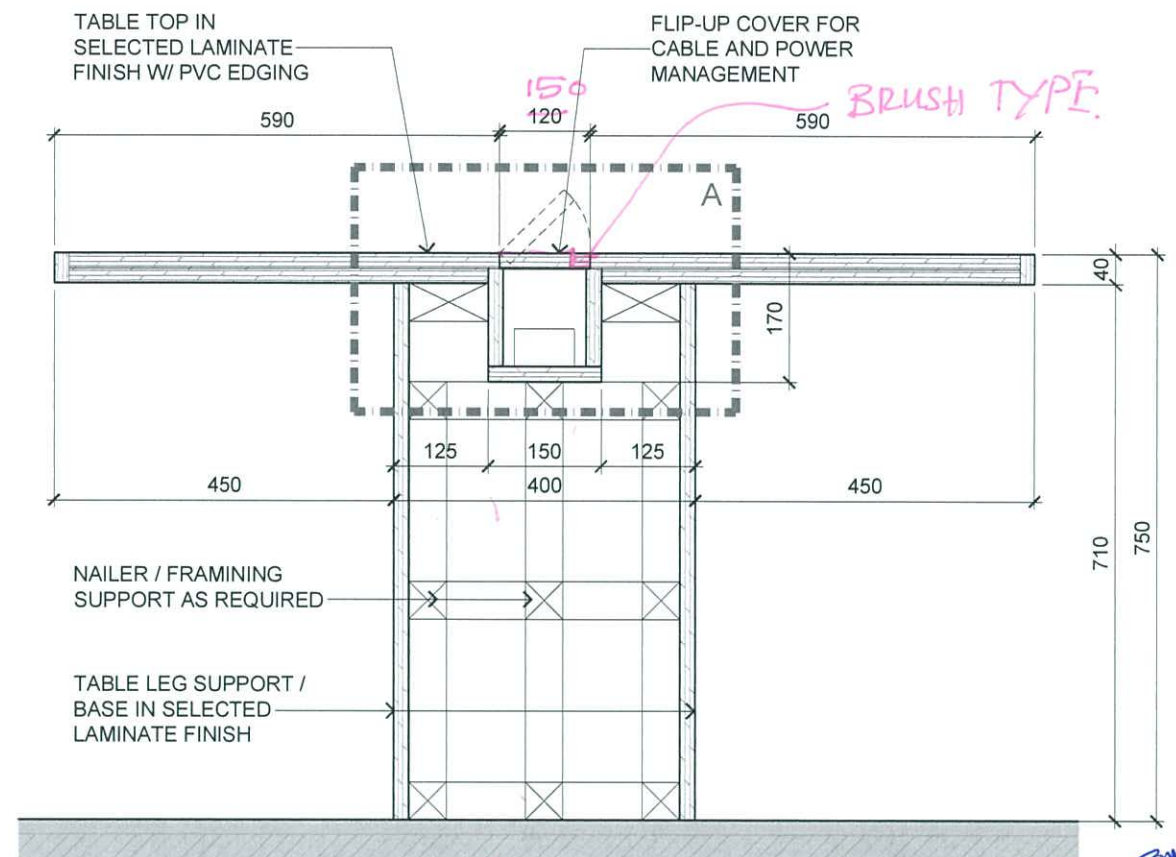 TABLE TOP IN
SELECTED LAMINATE
FINISH W/ PVC EDGING
FLIP-UP COVER FOR
CABLE AND POWER
MANAGEMENT
150
BRUSH TYPE.
590
120
590
A
40
170
125
150
125
450
400
450
710
750
NAILER / FRAMINING
SUPPORT AS REQUIRED
TABLE LEG SUPPORT /
BASE IN SELECTED
LAMINATE FINISH